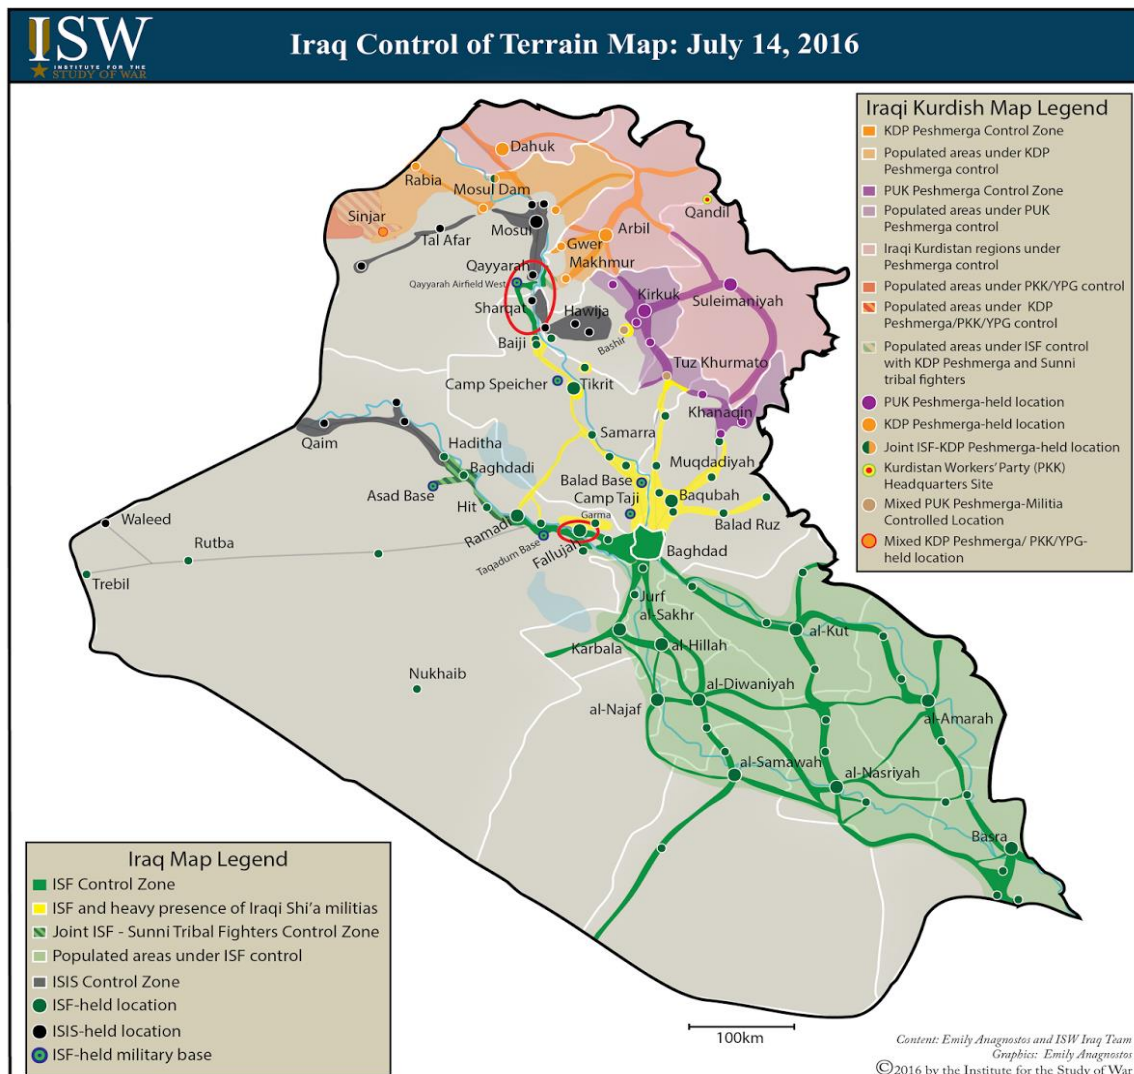 ISW
INSTITUTE FOR THE
STUDY OF WAR
Iraq Control of Terrain Map: July 14, 2016
Iraqi Kurdish Map Legend
KDP Peshmerga Control Zone
Populated areas under KDP
Peshmerga control
PUK Peshmerga Control Zone
Populated areas under PUK
Peshmerga control
Iraqi Kurdistan regions under
Peshmerga control
Populated areas under PKK/YPG control
Populated areas under KDP
Peshmerga/PKK/YPG control
Populated areas under ISF control
with KDP Peshmerga and Sunni
tribal fighters
PUK Peshmerga-held location
KDP Peshmerga-held location
Joint ISF-KDP Peshmerga-held location
Kurdistan Workers' Party (PKK)
Headquarters Site
Mixed PUK Peshmerga-Militia
Controlled Location
Mixed KDP Peshmerga/ PKK/YPG-
held location
Dahuk
Rabia
Mosul Dam
Sinjar
Qandil
Mosul
Arbil
Tal Afar
Gwer
Makhmur
Qayyarah
Qayyarah Airfield West
Kirkuk
Suleimaniyah
Sharqat
Hawija
Baiji
Bashir
Tuz Khurmato
Camp Speicher
Tikrit
Khanaqin
Qaim
Haditha
Samarra
Muqdadiyah
Baghdadi
Balad Base
Asad Base
Camp Taji
Baqubah
Hit
Garma
Balad Ruz
Waleed
Ramadi
Rutba
Taqadum Base
Fallujah
Baghdad
Trebil
Jurf
al-Sakhr
al-Kut
Karbala
al-Hillah
Nukhaib
al-Diwaniyah
al-Najaf
al-Amarah
al-Samawah
al-Nasriyah
Basra
Iraq Map Legend
ISF Control Zone
ISF and heavy presence of Iraqi Shi'a militias
Joint ISF - Sunni Tribal Fighters Control Zone
Populated areas under ISF control
ISIS Control Zone
ISF-held location
ISIS-held location
ISF-held military base
100km
Content: Emily Anagnostos and ISW Iraq Team
Graphics: Emily Anagnostos
©2016 by the Institute for the Study of War